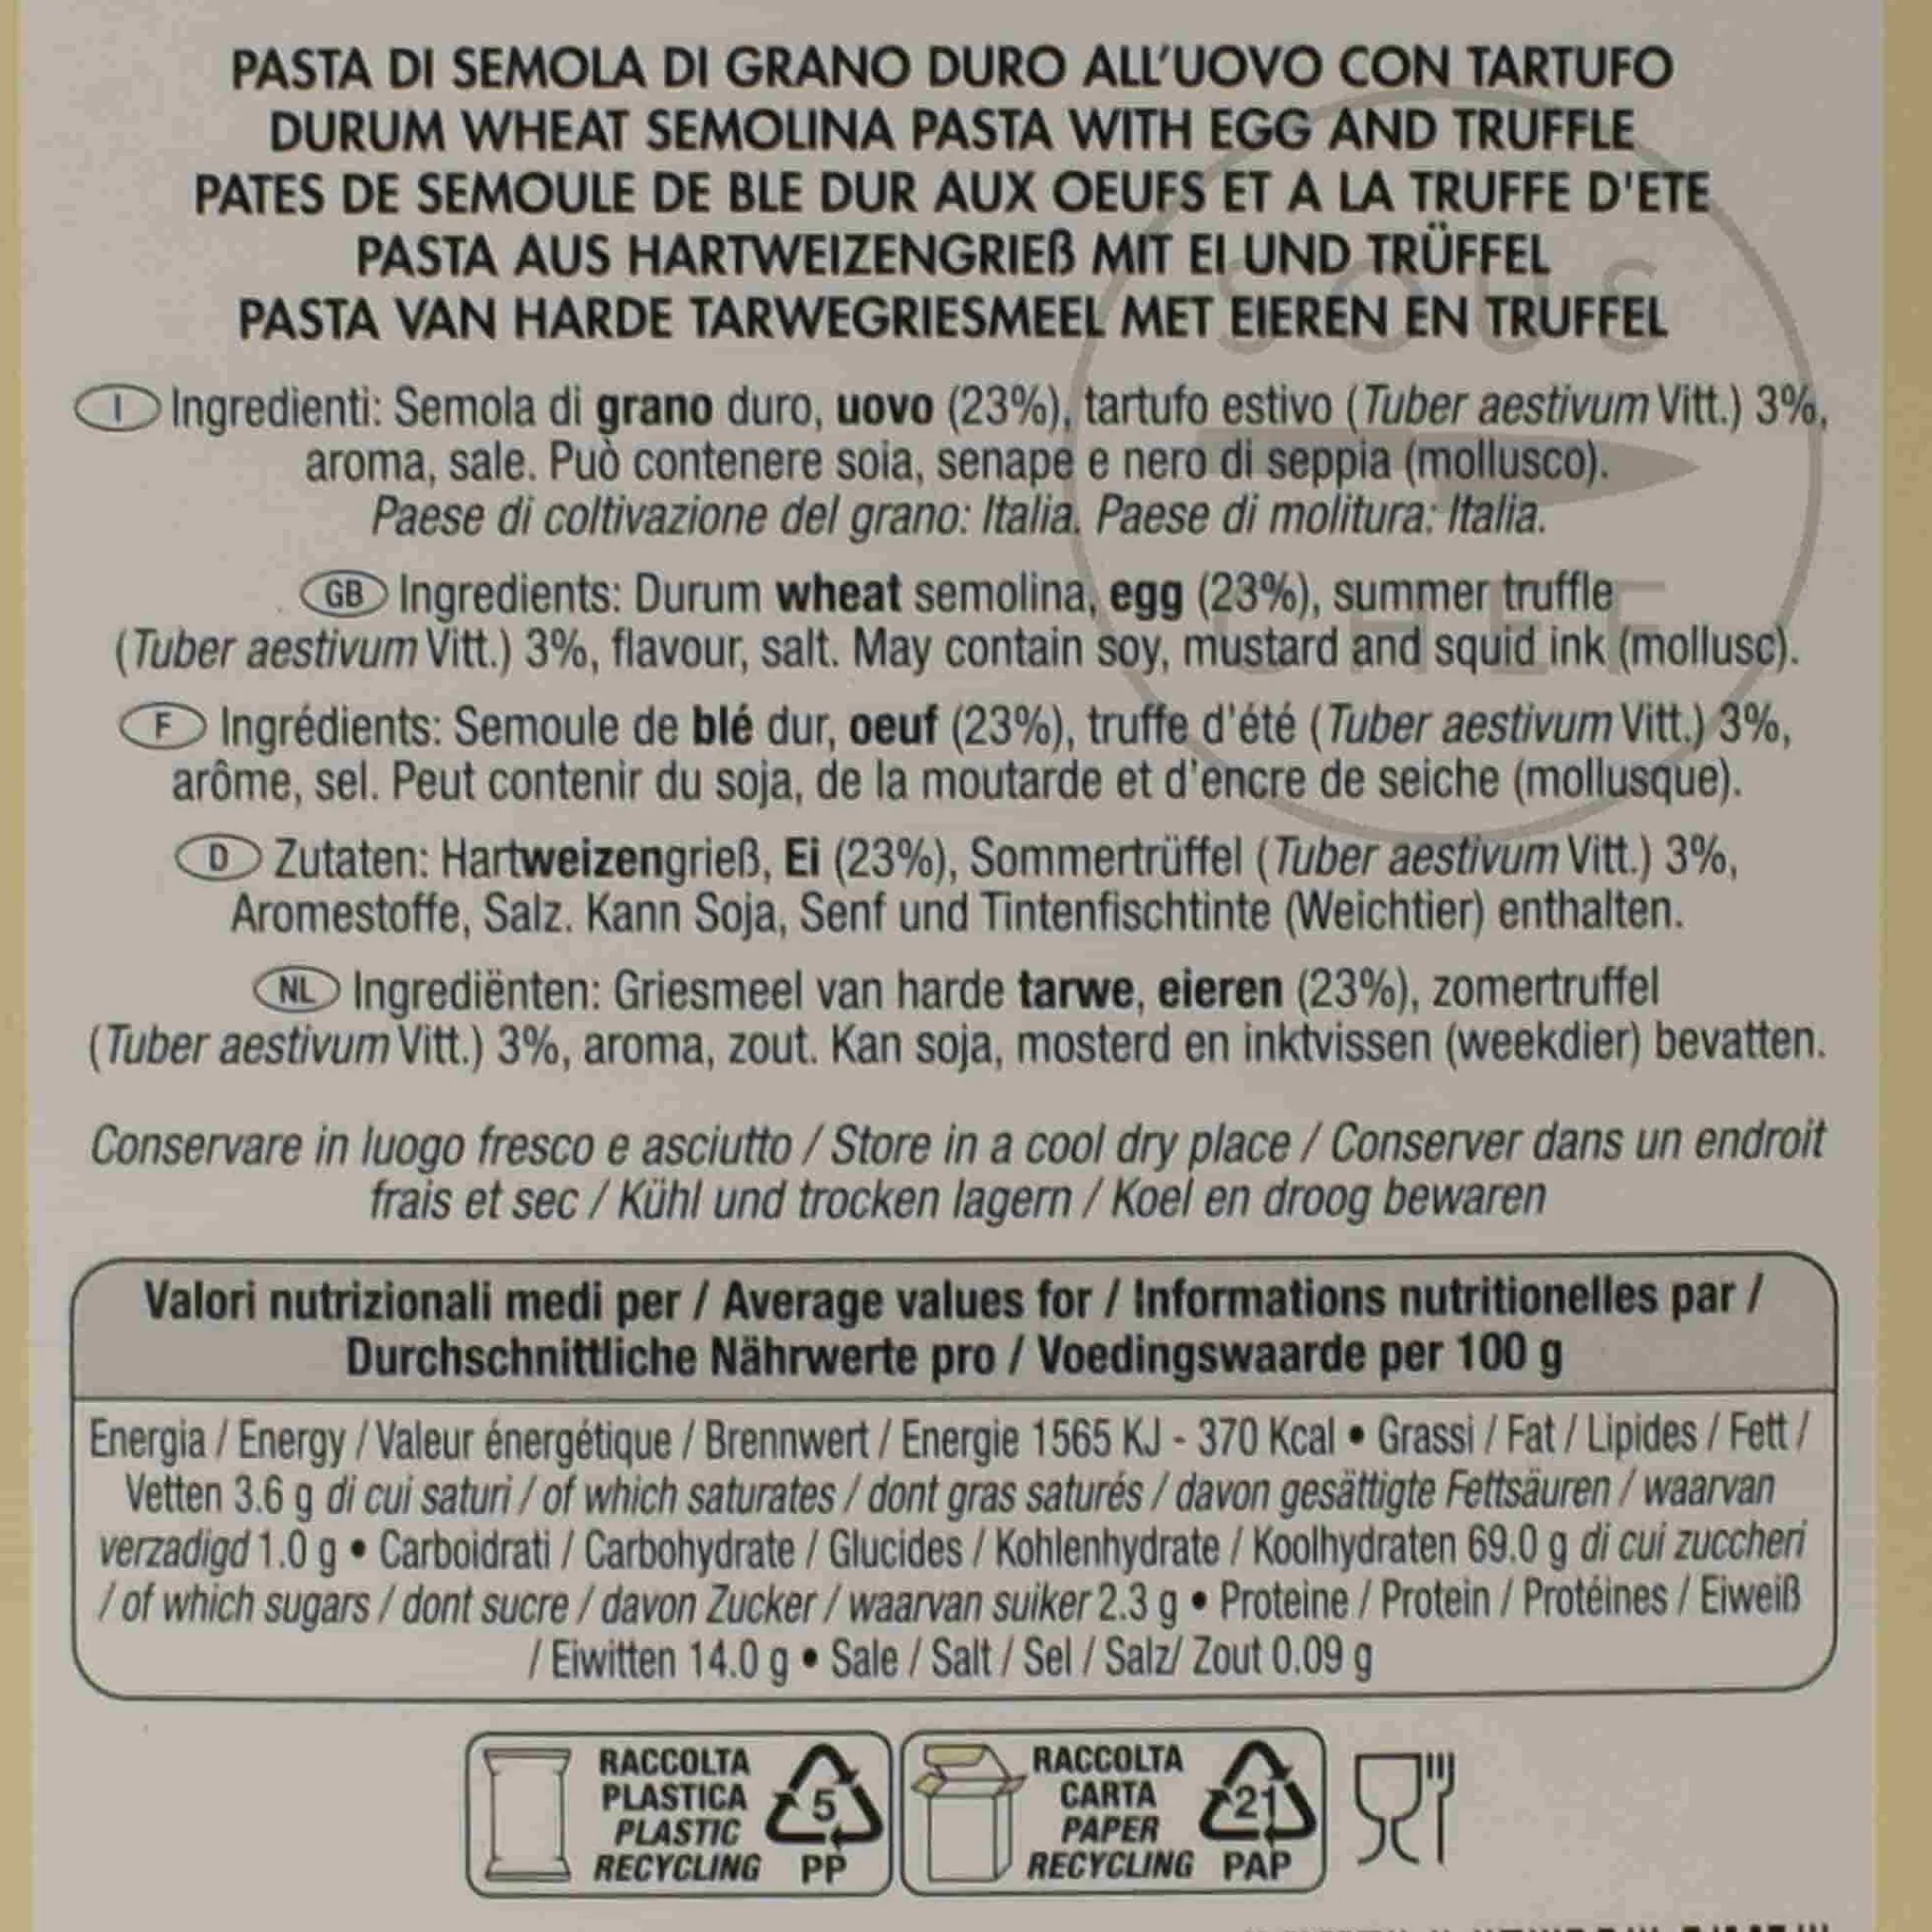 PASTA DI SEMOLA DI GRANO DURO ALL'UOVO CON TARTUFO
DURUM WHEAT SEMOLINA PASTA WITH EGG AND TRUFFLE
PATES DE SEMOULE DE BLE DUR AUX OEUFS ET A LA TRUFFE D'ETE
PASTA AUS HARTWEIZENGRIEß MIT EI UND TRÜFFEL
PASTA VAN HARDE TARWEGRIESMEEL MET EIEREN EN TRUFFEL
SOUS
CHEF
I Ingredienti: Semola di grano duro, uovo (23%), tartufo estivo (Tuber aestivum Vitt.) 3%,
aroma, sale. Può contenere soia, senape e nero di seppia (mollusco).
Paese di coltivazione del grano: Italia. Paese di molitura: Italia.
GB Ingredients: Durum wheat semolina, egg (23%), summer truffle
(Tuber aestivum Vitt.) 3%, flavour, salt. May contain soy, mustard and squid ink (mollusc).
F Ingrédients: Semoule de blé dur, oeuf (23%), truffe d'été (Tuber aestivum Vitt.) 3%,
arôme, sel. Peut contenir du soja, de la moutarde et d'encre de seiche (mollusque).
D Zutaten: Hartweizengrieß, Ei (23%), Sommertrüffel (Tuber aestivum Vitt.) 3%,
Aromestoffe, Salz. Kann Soja, Senf und Tintenfischtinte (Weichtier) enthalten.
NL Ingrediënten: Griesmeel van harde tarwe, eieren (23%), zomertruffel
(Tuber aestivum Vitt.) 3%, aroma, zout. Kan soja, mosterd en inktvissen (weekdier) bevatten.
Conservare in luogo fresco e asciutto / Store in a cool dry place / Conserver dans un endroit
frais et sec / Kühl und trocken lagern / Koel en droog bewaren
Valori nutrizionali medi per / Average values for / Informations nutritionelles par /
Durchschnittliche Nährwerte pro / Voedingswaarde per 100 g
Energia / Energy / Valeur énergétique / Brennwert / Energie 1565 KJ - 370 Kcal • Grassi / Fat / Lipides / Fett /
Vetten 3.6 g di cui saturi / of which saturates / dont gras saturés / davon gesättigte Fettsäuren / waarvan
verzadigd 1.0 g • Carboidrati / Carbohydrate / Glucides / Kohlenhydrate / Koolhydraten 69.0 g di cui zuccheri
/ of which sugars / dont sucre / davon Zucker / waarvan suiker 2.3 g • Proteine / Protein / Protéines / Eiweiß
/ Eiwitten 14.0 g • Sale / Salt / Sel / Salz/ Zout 0.09 g
RACCOLTA
PLASTICA
PLASTIC
RECYCLING
5
PP
RACCOLTA
CARTA
PAPER
RECYCLING
21
PAP